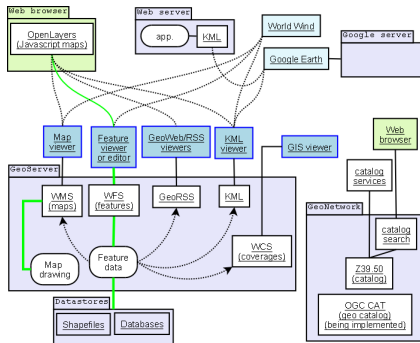 Web browser
OpenLayers
(Javascript maps)
Web server
app.
KML
World Wind
Google Earth
Google server
Map
viewer
Feature
viewer
or editor
GeoWeb/RSS
viewers
KML
viewer
GIS viewer
Web
browser
GeoServer
WMS
(maps)
WFS
(features)
GeoRSS
KML
WCS
(coverages)
Map
drawing
Feature
data
catalog
services
GeoNetwork
catalog
search
Z39.50
(catalog)
OGC CAT
(geo catalog)
(being implemented)
Datastores
Shapefiles
Databases